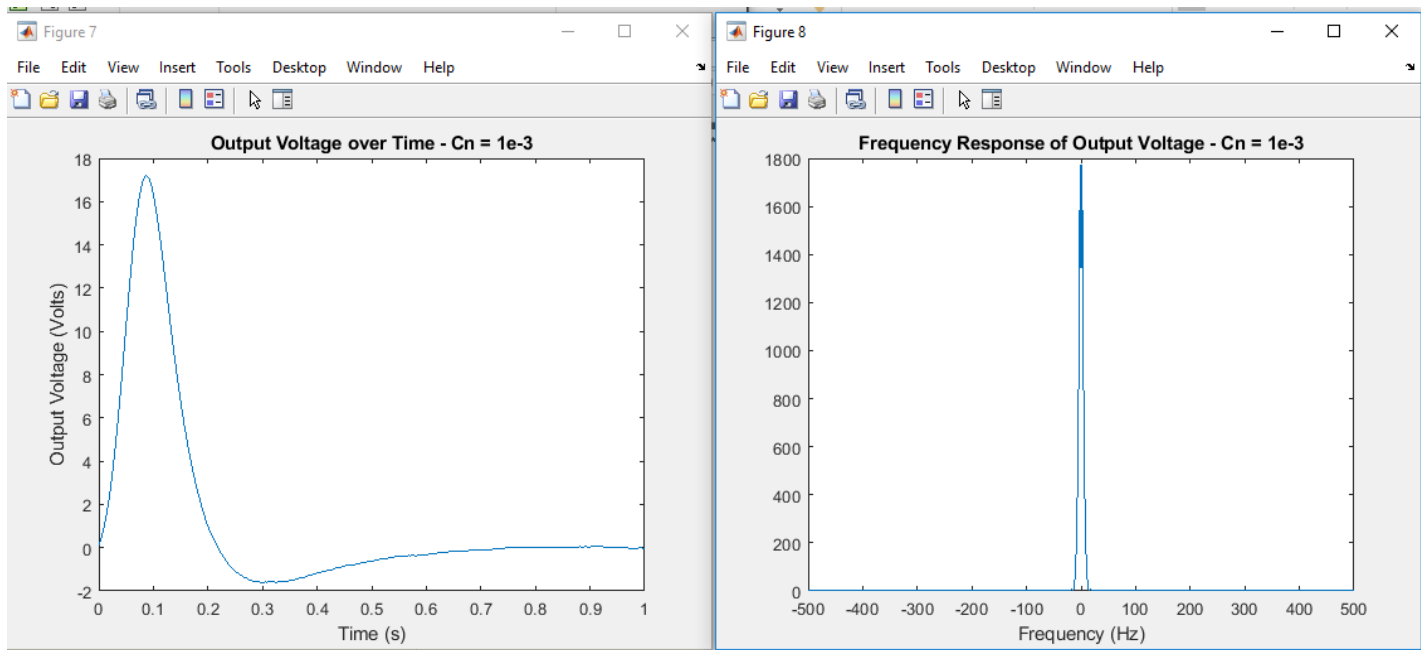 Figure 7
File Edit View Insert Tools Desktop Window Help
Output Voltage over Time - Cn = 1e-3
18
16
14
12
10
8
6
4
2
0
-2
Output Voltage (Volts)
0 0.1 0.2 0.3 0.4 0.5 0.6 0.7 0.8 0.9 1
Time (s)
Figure 8
File Edit View Insert Tools Desktop Window Help
Frequency Response of Output Voltage - Cn = 1e-3
1800
1600
1400
1200
1000
800
600
400
200
0
-500 -400 -300 -200 -100 0 100 200 300 400 500
Frequency (Hz)